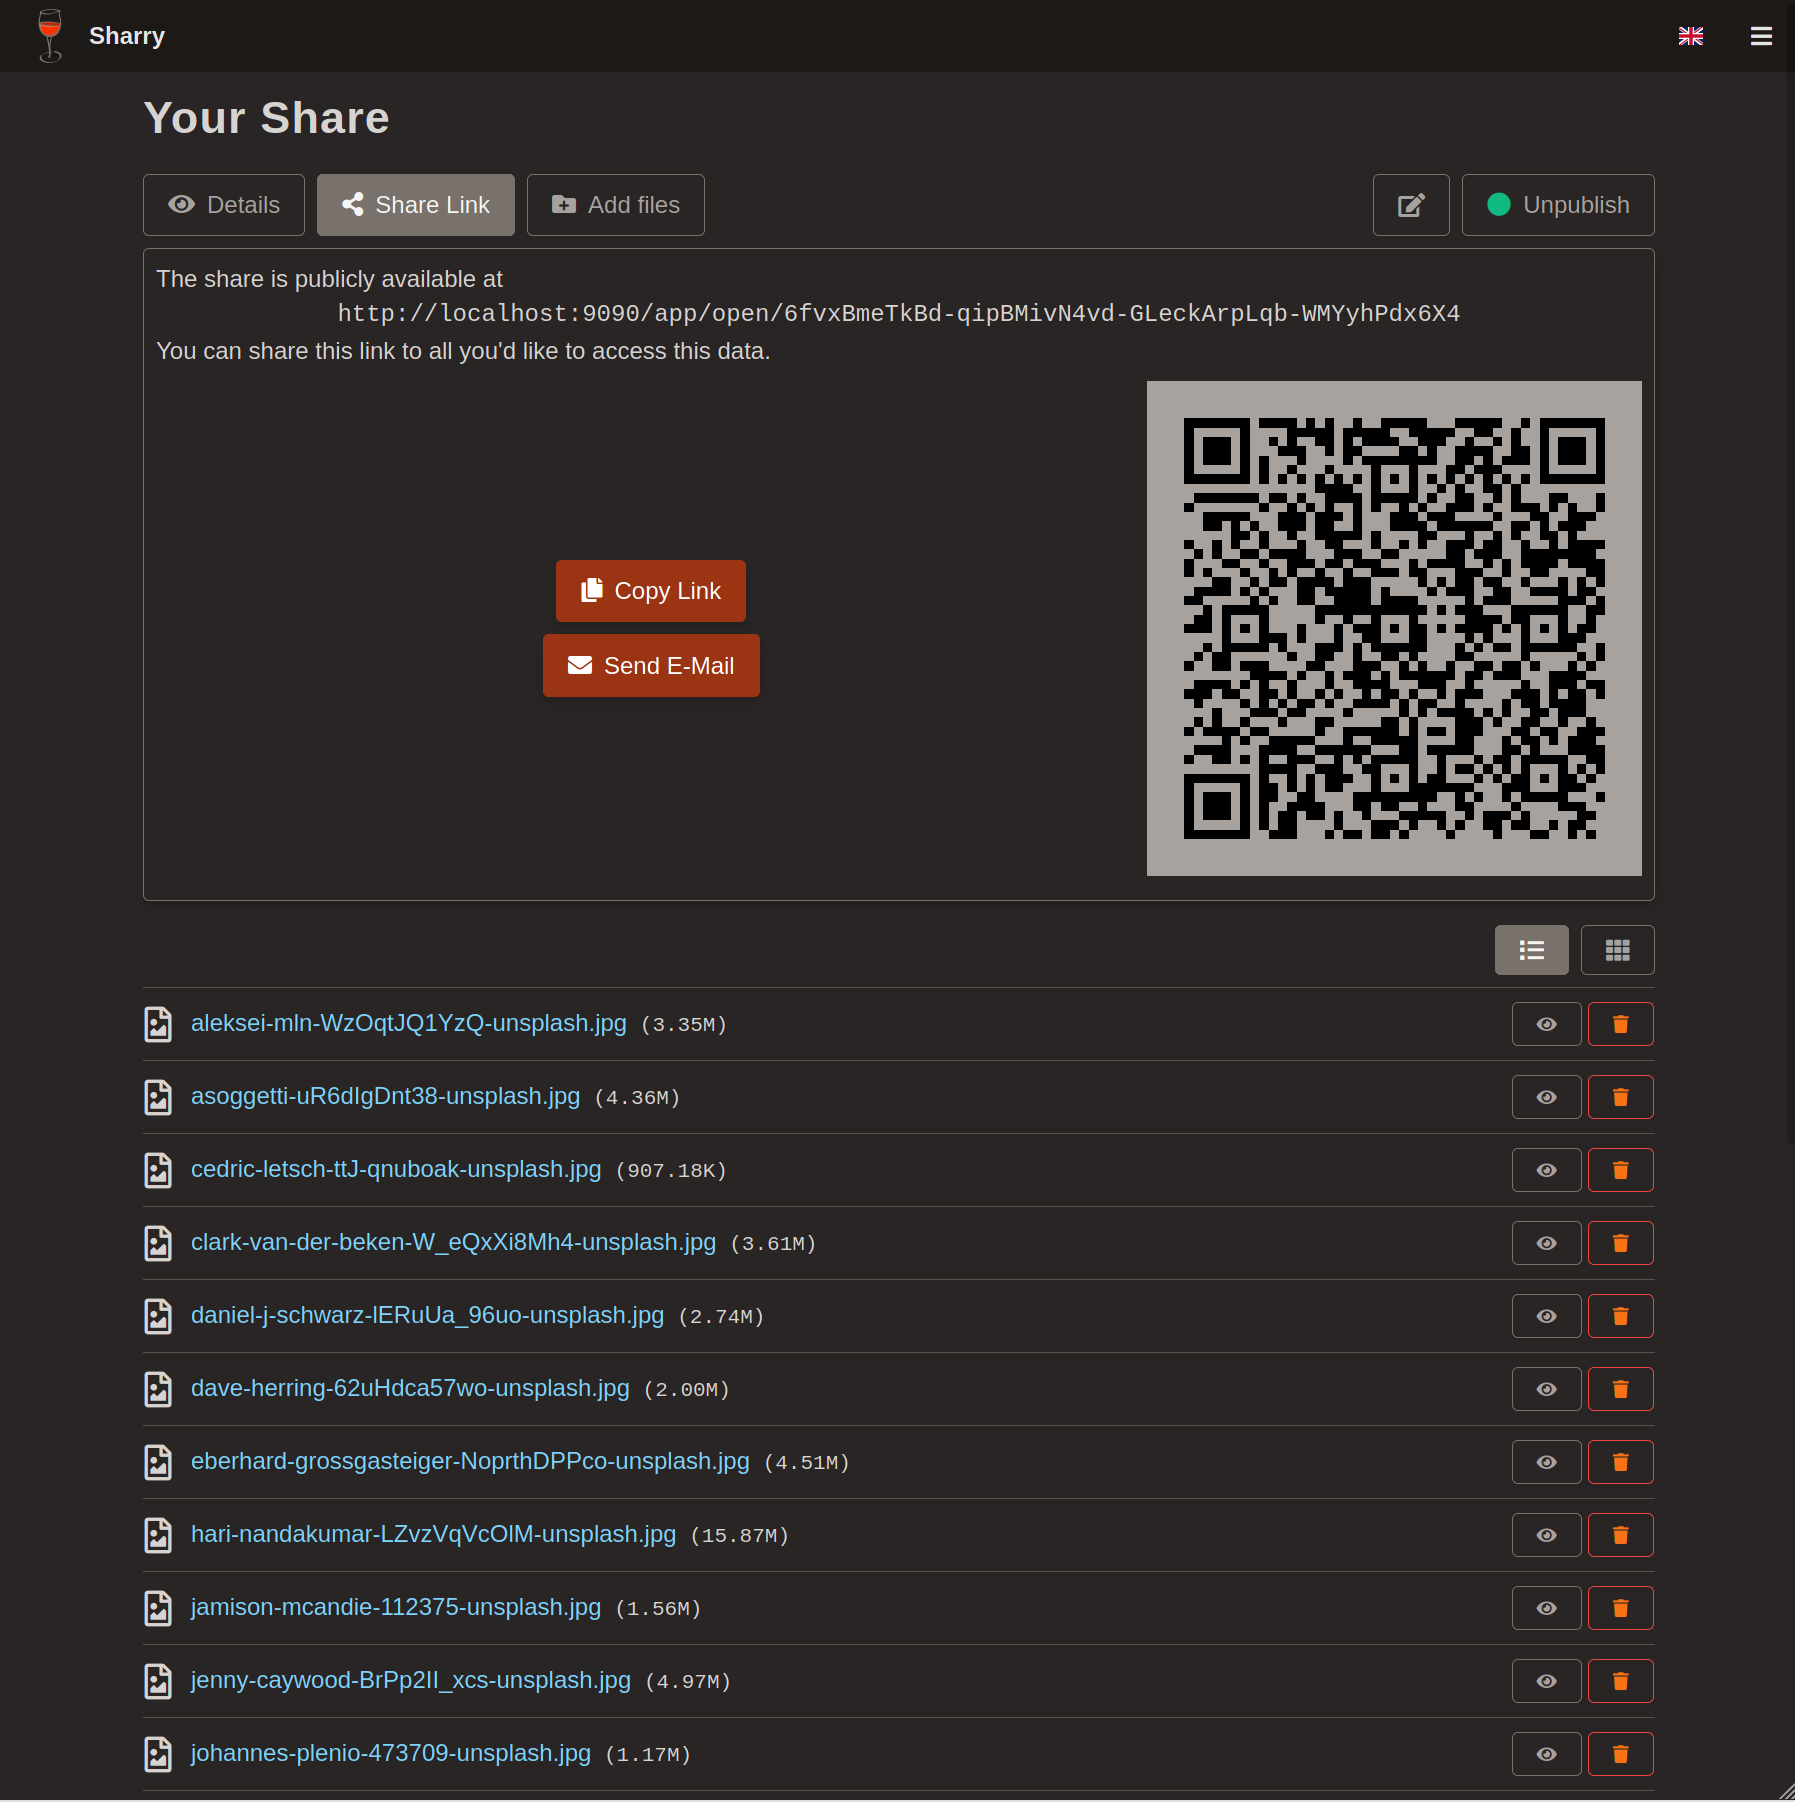 Sharry
Your Share
Details Share Link Add files Unpublish
The share is publicly available at
http://localhost:9090/app/open/6fvxBmeTkBd-qipBMivN4vd-GLeckArpLqb-WMYyhPdx6X4
You can share this link to all you'd like to access this data.
Copy Link
Send E-Mail
aleksei-mln-WzOqtJQ1YzQ-unsplash.jpg (3.35M)
asoggetti-uR6dIgDnt38-unsplash.jpg (4.36M)
cedric-letsch-ttJ-qnuboak-unsplash.jpg (907.18K)
clark-van-der-beken-W_eQxXi8Mh4-unsplash.jpg (3.61M)
daniel-j-schwarz-lERuUa_96uo-unsplash.jpg (2.74M)
dave-herring-62uHdca57wo-unsplash.jpg (2.00M)
eberhard-grossgasteiger-NoprthDPPco-unsplash.jpg (4.51M)
hari-nandakumar-LZvzVqVcOlM-unsplash.jpg (15.87M)
jamison-mcandie-112375-unsplash.jpg (1.56M)
jenny-caywood-BrPp2II_xcs-unsplash.jpg (4.97M)
johannes-plenio-473709-unsplash.jpg (1.17M)